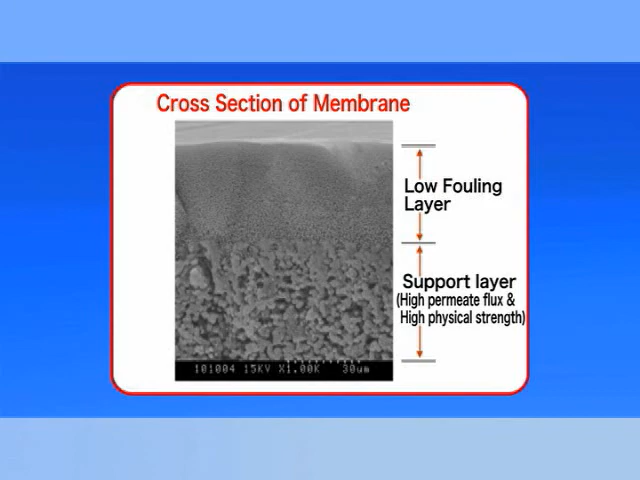 Cross Section of Membrane
Low Fouling
Layer
Support layer
(High permeate flux &
High physical strength)
101004 15KV X1.00K 30um